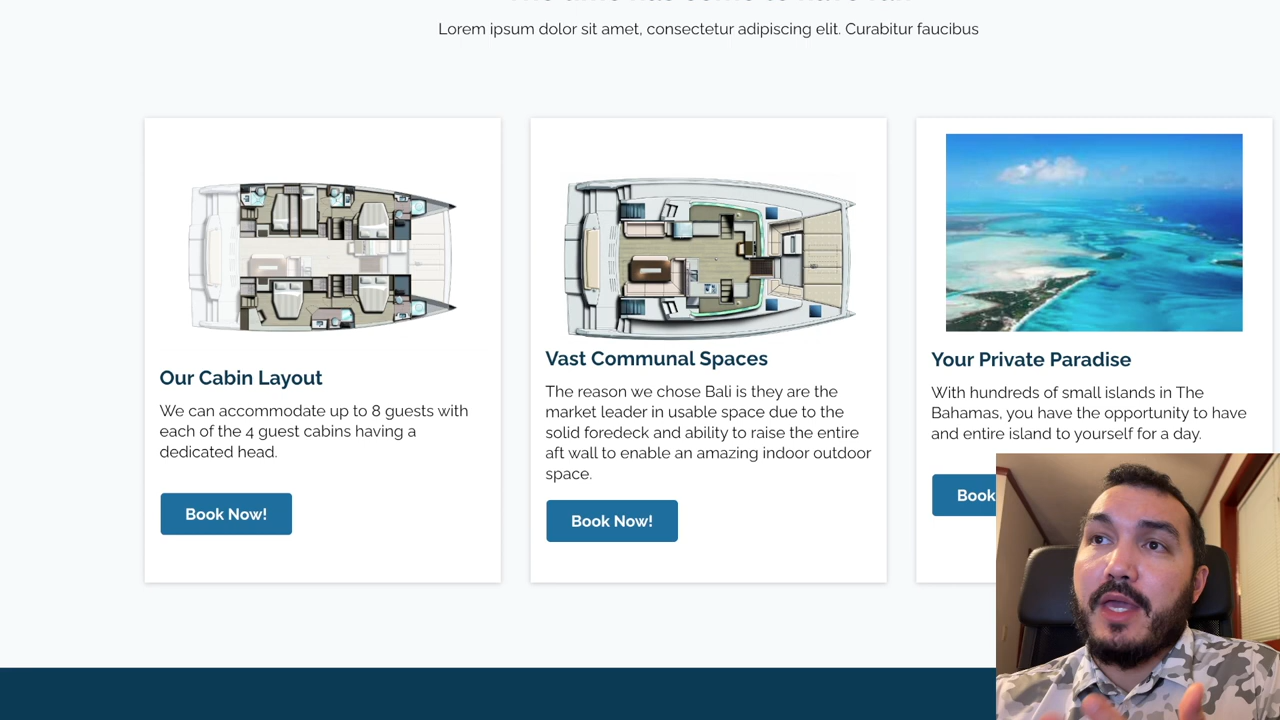 Lorem ipsum dolor sit amet, consectetur adipiscing elit. Curabitur faucibus
Our Cabin Layout
We can accommodate up to 8 guests with
each of the 4 guest cabins having a
dedicated head.
Book Now!
Vast Communal Spaces
The reason we chose Bali is they are the
market leader in usable space due to the
solid foredeck and ability to raise the entire
aft wall to enable an amazing indoor outdoor
space.
Book Now!
Your Private Paradise
With hundreds of small islands in The
Bahamas, you have the opportunity to have
and entire island to yourself for a day.
Book